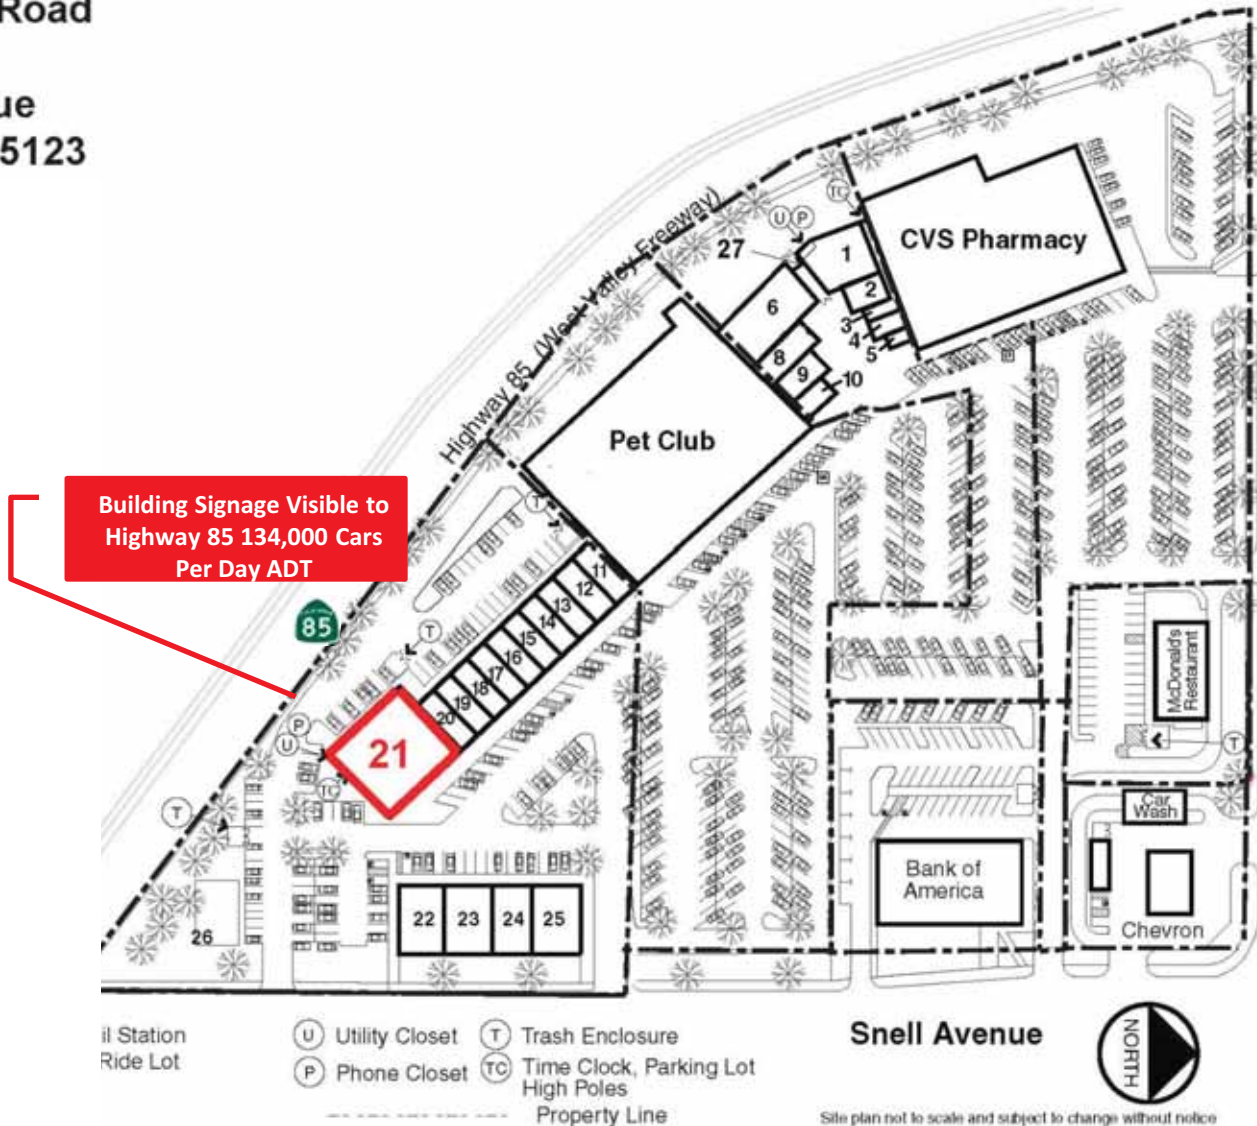 Road
ue
5123
Highway 85 (West Valley Freeway)
TC
U P
27
1
CVS Pharmacy
2
6
3
4
5
8
9
10
Pet Club
Building Signage Visible to
Highway 85 134,000 Cars
Per Day ADT
T
11
12
13
14
15
16
17
18
19
20
85
T
P
U
21
TC
T
McDonald's
Restaurant
T
Car
Wash
Bank of
America
22 23 24 25
26
Chevron
il Station
Ride Lot
U Utility Closet
P Phone Closet
T Trash Enclosure
TC Time Clock, Parking Lot
High Poles
Property Line
Snell Avenue
NORTH
Site plan not to scale and subject to change without notice